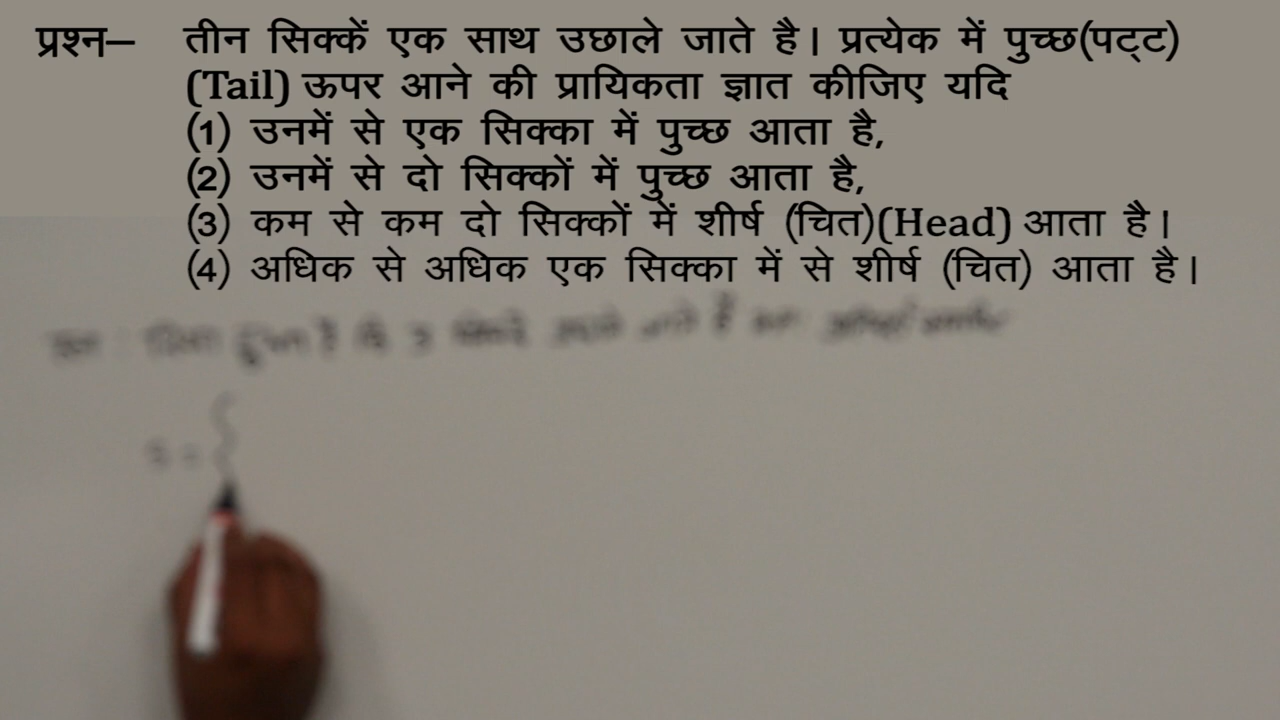 प्रश्न— तीन सिक्कें एक साथ उछाले जाते है। प्रत्येक में पुच्छ(पट्ट)
(Tail) ऊपर आने की प्रायिकता ज्ञात कीजिए यदि
(1) उनमें से एक सिक्का में पुच्छ आता है,
(2) उनमें से दो सिक्कों में पुच्छ आता है,
(3) कम से कम दो सिक्कों में शीर्ष (चित)(Head) आता है।
(4) अधिक से अधिक एक सिक्का में से शीर्ष (चित) आता है।
S = {